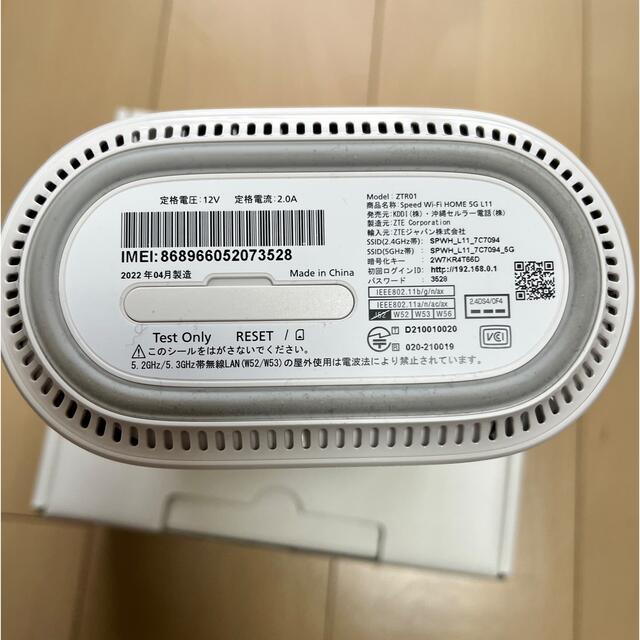 定格電圧:12V 定格電流:2.0A
IMEI:868966052073528
2022年04月製造 Made in China
Test Only RESET /
このシールをはがさないでください。
5.2GHz/5.3GHz帯無線LAN(W52/W53)の屋外使用は電波法により禁止されています。
Model: ZTR01
商品名称: Speed Wi-Fi HOME 5G L11
発売元: KDDI(株)・沖縄セルラー電話(株)
製造元: ZTE Corporation
輸入元: ZTEジャパン株式会社
SSID(2.4GHz帯): SPWH_L11_7C7094
SSID(5GHz帯): SPWH_L11_7C7094_5G
暗号化キー: 2W7KR4T66D
初回ログインID: http://192.168.0.1
パスワード: 3528
IEEE802.11b/g/n/ax
IEEE802.11a/n/ac/ax
J52 W52 W53 W56
2.4DS4/OF4
D210010020
020-210019
VCI